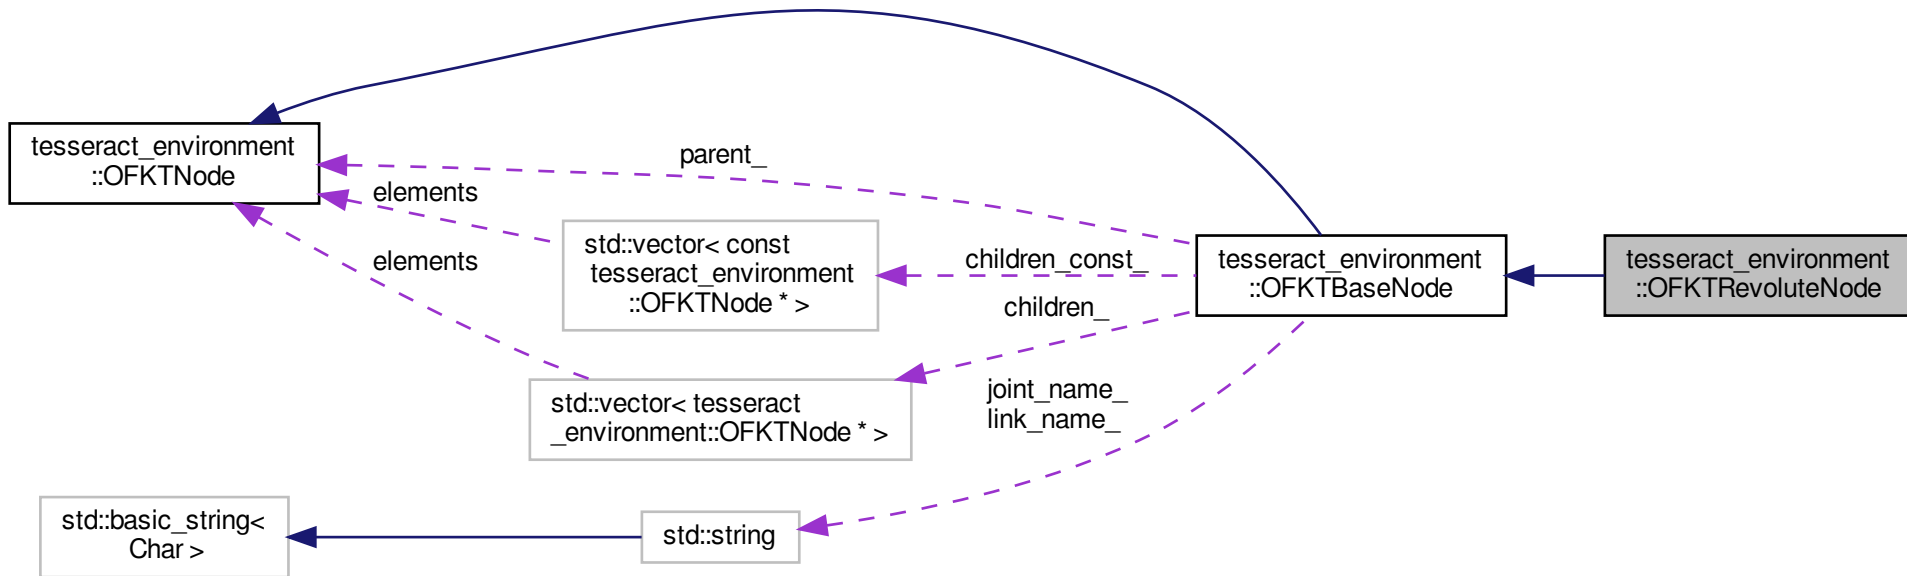 tesseract_environment
::OFKTNode
parent_
elements
elements
std::vector< const
tesseract_environment
::OFKTNode * >
children_const_
children_
tesseract_environment
::OFKTBaseNode
tesseract_environment
::OFKTRevoluteNode
std::vector< tesseract
_environment::OFKTNode * >
joint_name_
link_name_
std::basic_string<
Char >
std::string